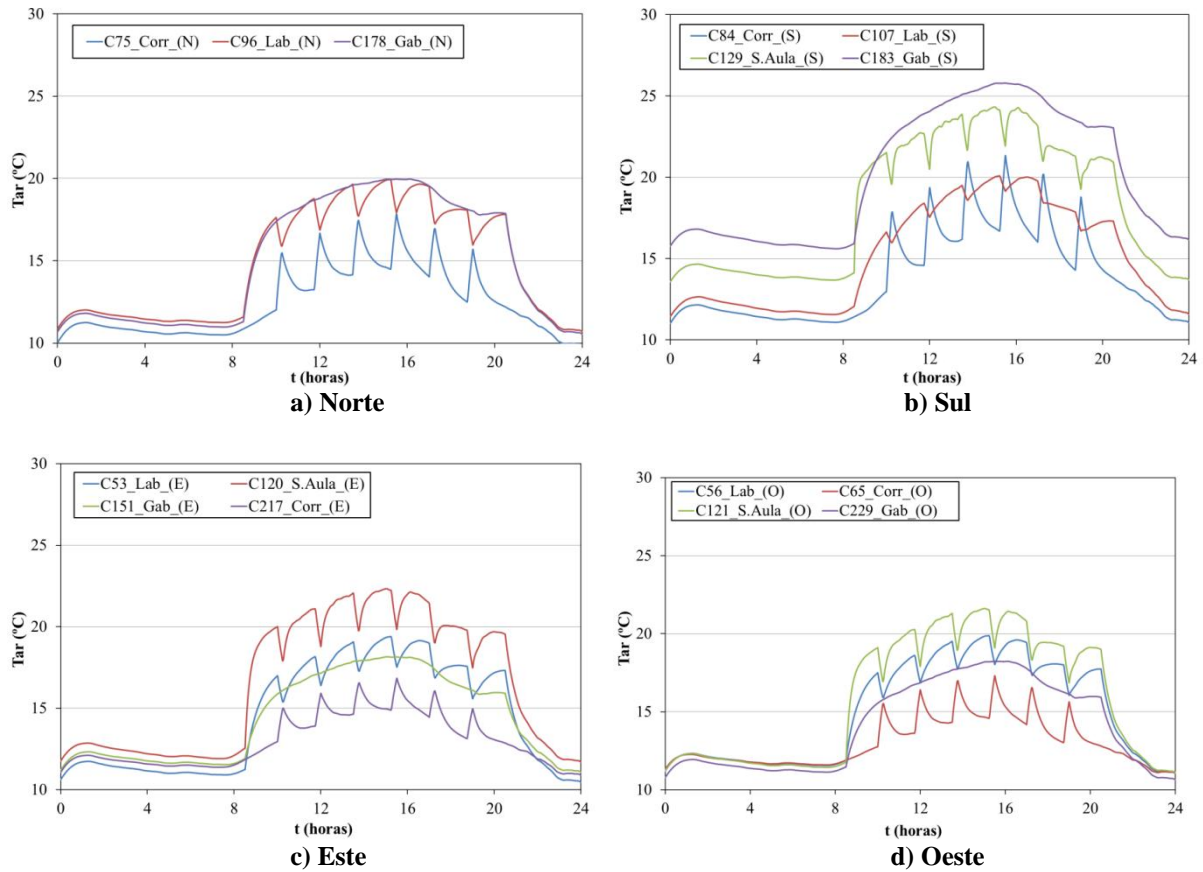 30
25
20
15
10
Tar (ºC)
C75_Corr_(N) C96_Lab_(N) C178_Gab_(N)
0 4 8 12 16 20 24
t (horas)
a) Norte
30
25
20
15
10
Tar (ºC)
C84_Corr_(S) C107_Lab_(S)
C129_S.Aula_(S) C183_Gab_(S)
0 4 8 12 16 20 24
t (horas)
b) Sul
30
25
20
15
10
Tar (ºC)
C53_Lab_(E) C120_S.Aula_(E)
C151_Gab_(E) C217_Corr_(E)
0 4 8 12 16 20 24
t (horas)
c) Este
30
25
20
15
10
Tar (ºC)
C56_Lab_(O) C65_Corr_(O)
C121_S.Aula_(O) C229_Gab_(O)
0 4 8 12 16 20 24
t (horas)
d) Oeste